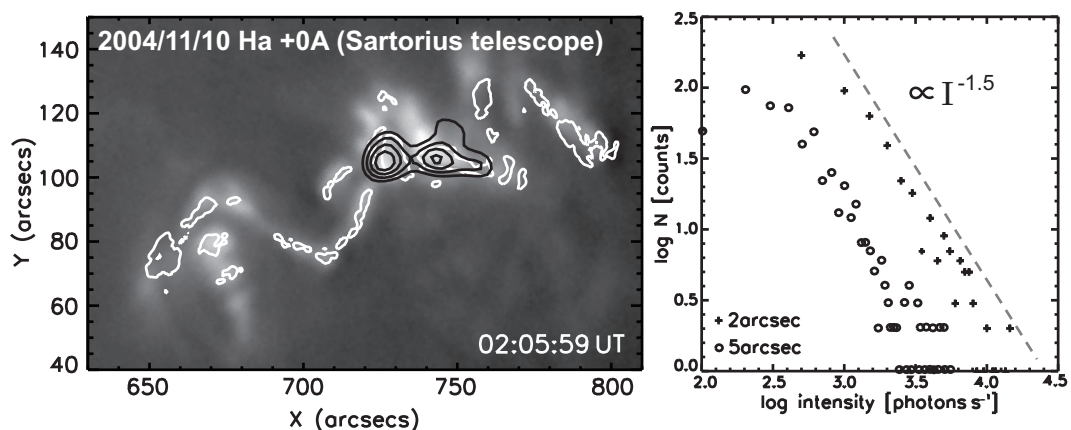 2004/11/10 Ha +0A (Sartorius telescope)
02:05:59 UT
140
120
100
80
60
40
Y (arcsecs)
650
700
750
800
X (arcsecs)
2.5
2.0
1.5
1.0
0.5
0.0
log N [counts]
∝ I^-1.5
+ 2arcsec
o 5arcsec
2.0
2.5
3.0
3.5
4.0
4.5
log intensity [photons s⁻¹]